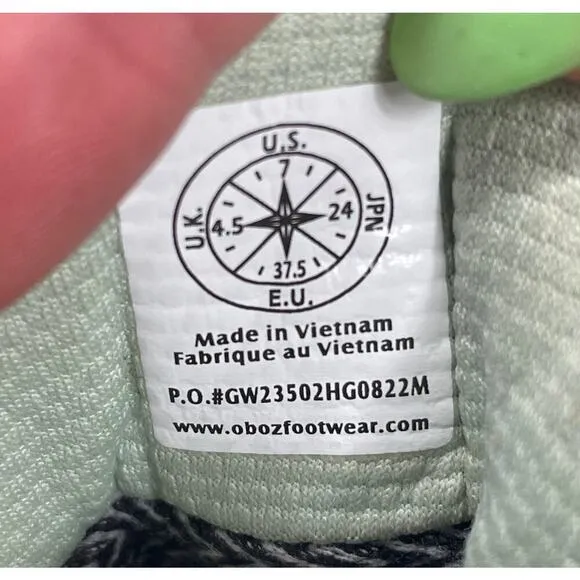 U.S.
7
U.K.
4.5
24
JPN
37.5
E.U.
Made in Vietnam
Fabrique au Vietnam
P.O.#GW23502HG0822M
www.obozfootwear.com